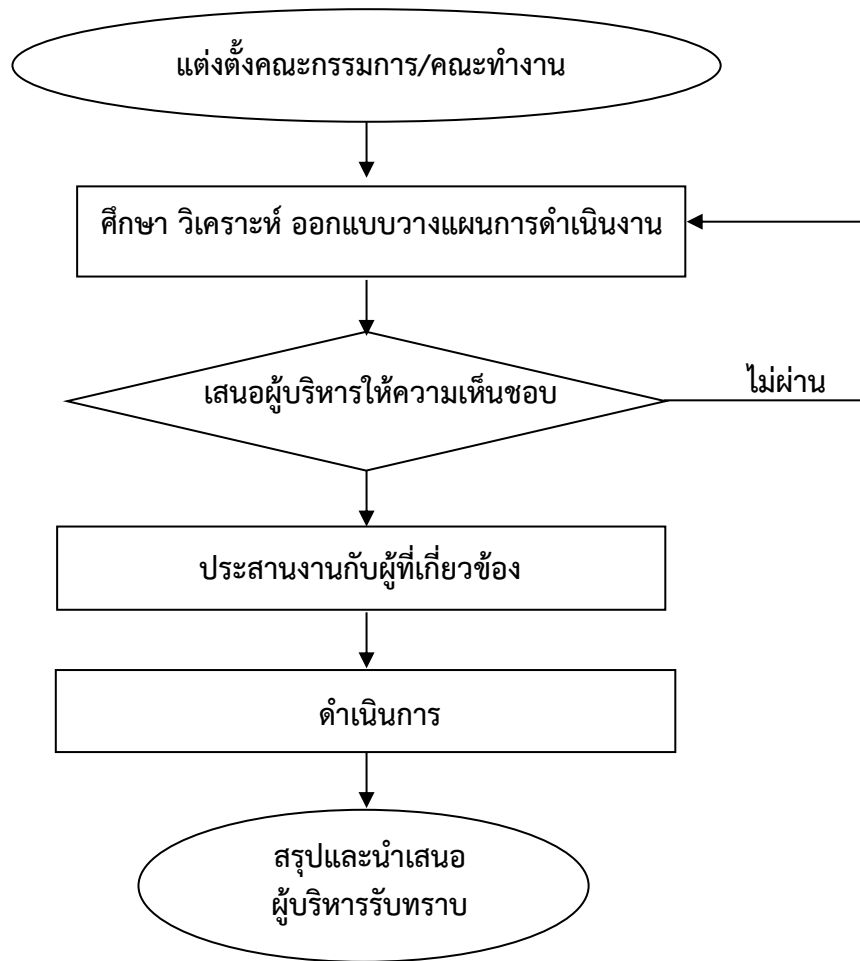 แต่งตั้งคณะกรรมการ/คณะทำงาน
ศึกษา วิเคราะห์ ออกแบบวางแผนการดำเนินงาน
เสนอผู้บริหารให้ความเห็นชอบ
ไม่ผ่าน
ประสานงานกับผู้ที่เกี่ยวข้อง
ดำเนินการ
สรุปและนำเสนอ
ผู้บริหารรับทราบ